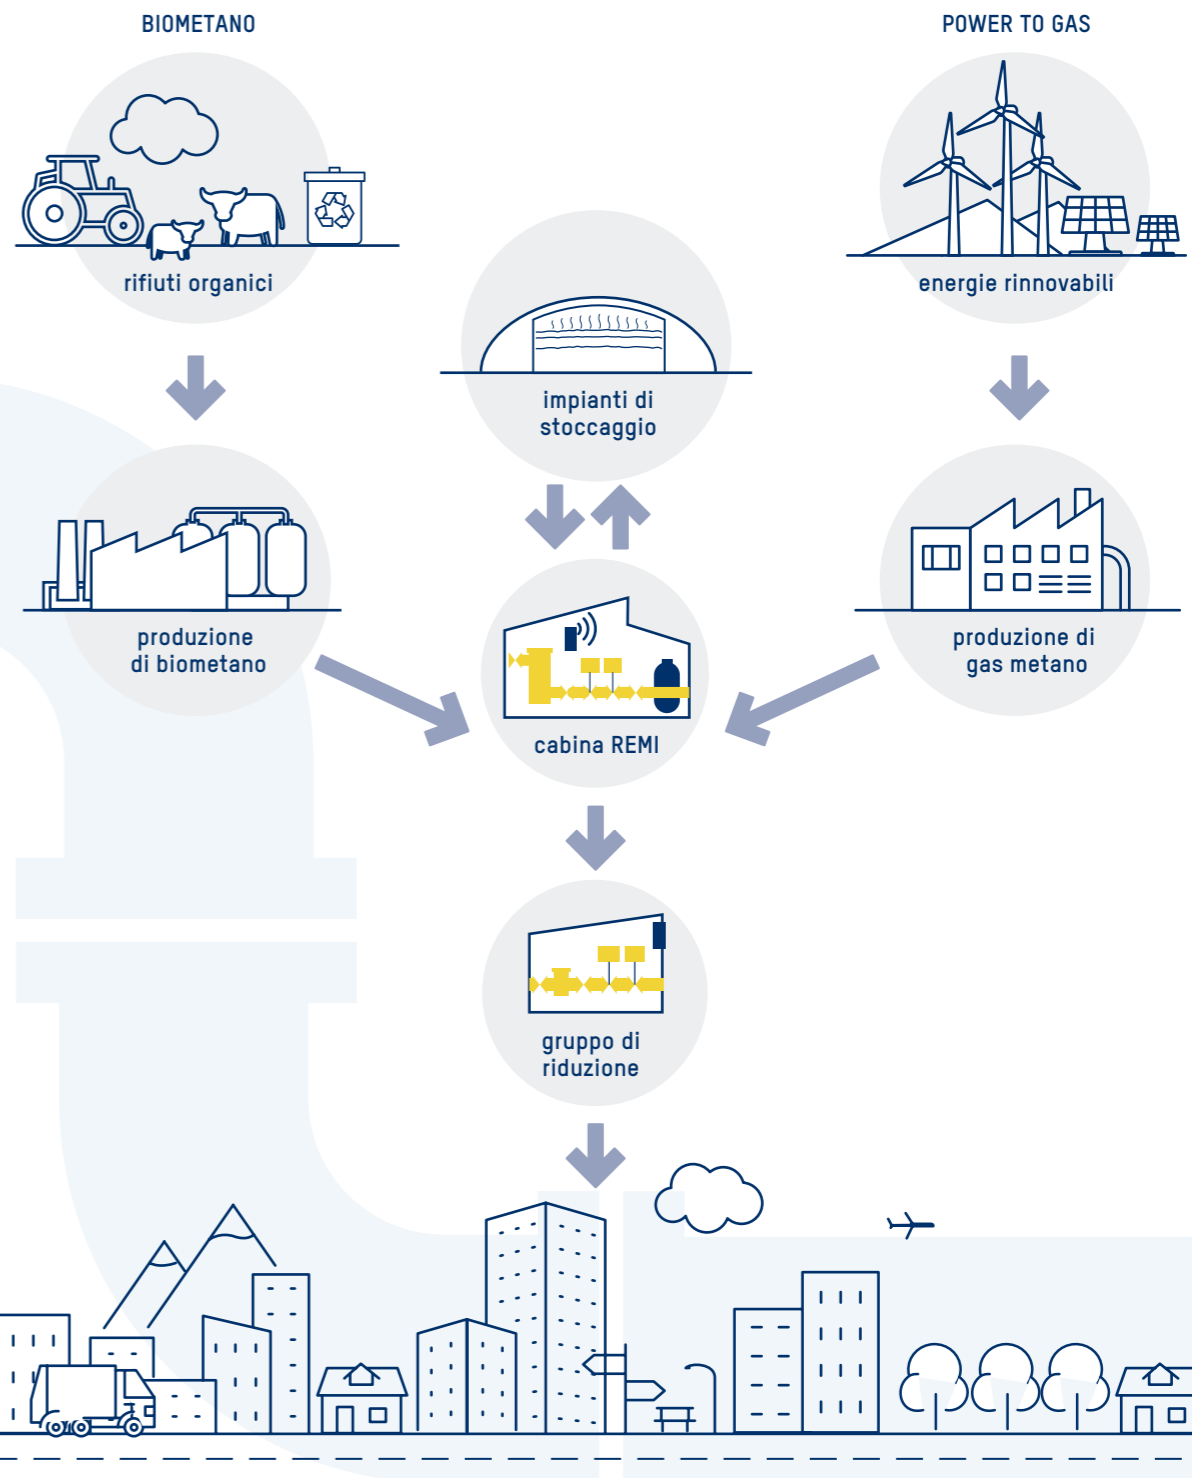 BIOMETANO
POWER TO GAS
rifiuti organici
energie rinnovabili
impianti di
stoccaggio
produzione
di biometano
produzione di
gas metano
cabina REMI
gruppo di
riduzione